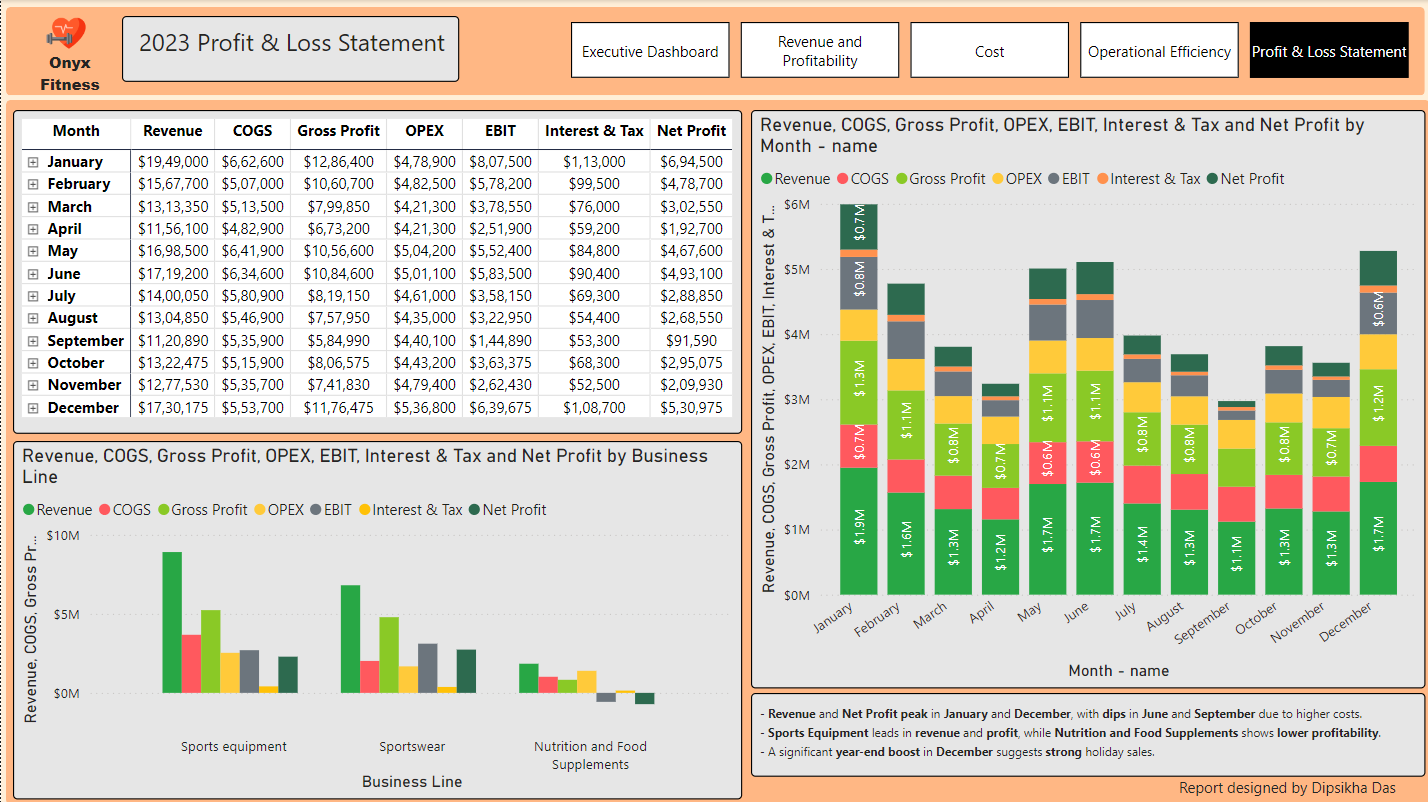 Onyx
Fitness
2023 Profit & Loss Statement
Executive Dashboard
Revenue and
Profitability
Cost
Operational Efficiency
Profit & Loss Statement
Month Revenue COGS Gross Profit OPEX EBIT Interest & Tax Net Profit
January $19,49,000 $6,62,600 $12,86,400 $4,78,900 $8,07,500 $1,13,000 $6,94,500
February $15,67,700 $5,07,000 $10,60,700 $4,82,500 $5,78,200 $99,500 $4,78,700
March $13,13,350 $5,13,500 $7,99,850 $4,21,300 $3,78,550 $76,000 $3,02,550
April $11,56,100 $4,82,900 $6,73,200 $4,21,300 $2,51,900 $59,200 $1,92,700
May $16,98,500 $6,41,900 $10,56,600 $5,04,200 $5,52,400 $84,800 $4,67,600
June $17,19,200 $6,34,600 $10,84,600 $5,01,100 $5,83,500 $90,400 $4,93,100
July $14,00,050 $5,80,900 $8,19,150 $4,61,000 $3,58,150 $69,300 $2,88,850
August $13,04,850 $5,46,900 $7,57,950 $4,35,000 $3,22,950 $54,400 $2,68,550
September $11,20,890 $5,35,900 $5,84,990 $4,40,100 $1,44,890 $53,300 $91,590
October $13,22,475 $5,15,900 $8,06,575 $4,43,200 $3,63,375 $68,300 $2,95,075
November $12,77,530 $5,35,700 $7,41,830 $4,79,400 $2,62,430 $52,500 $2,09,930
December $17,30,175 $5,53,700 $11,76,475 $5,36,800 $6,39,675 $1,08,700 $5,30,975
Revenue, COGS, Gross Profit, OPEX, EBIT, Interest & Tax and Net Profit by Business
Line
Revenue COGS Gross Profit OPEX EBIT Interest & Tax Net Profit
Revenue, COGS, Gross Pr...
$10M
$5M
$0M
Sports equipment
Sportswear
Nutrition and Food
Supplements
Business Line
Revenue, COGS, Gross Profit, OPEX, EBIT, Interest & Tax and Net Profit by
Month - name
Revenue COGS Gross Profit OPEX EBIT Interest & Tax Net Profit
Revenue, COGS, Gross Profit, OPEX, EBIT, Interest & T...
$6M
$5M
$4M
$3M
$2M
$1M
$0M
$0.7M
$0.8M
$1.3M
$0.7M
$1.9M
$1.1M
$1.6M
$0.8M
$1.3M
$0.7M
$1.2M
$1.1M
$0.6M
$1.7M
$1.1M
$0.6M
$1.7M
$0.8M
$1.4M
$0.8M
$1.3M
$1.1M
$0.8M
$1.3M
$0.7M
$1.3M
$0.6M
$1.2M
$1.7M
January
February
March
April
May
June
July
August
September
October
November
December
Month - name
- Revenue and Net Profit peak in January and December, with dips in June and September due to higher costs.
- Sports Equipment leads in revenue and profit, while Nutrition and Food Supplements shows lower profitability.
- A significant year-end boost in December suggests strong holiday sales.
Report designed by Dipsikha Das